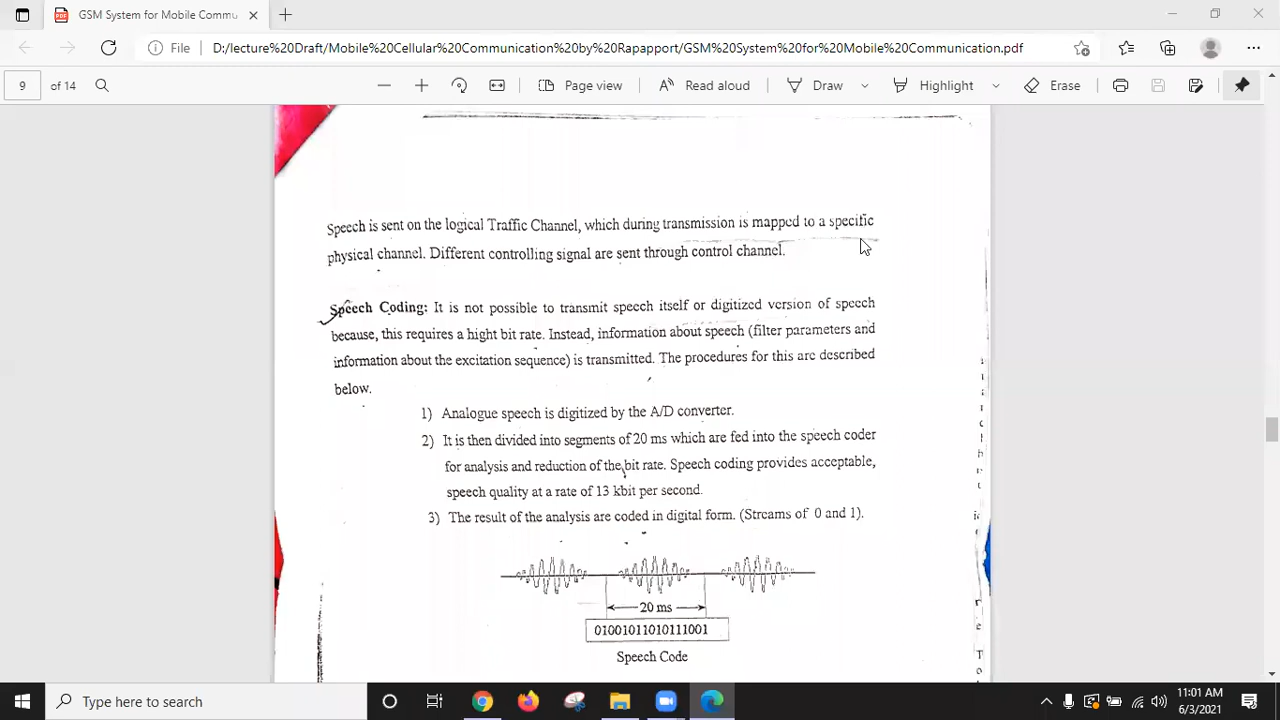 GSM System for Mobile Commu
File D:/lecture%20Draft/Mobile%20Cellular%20Communication%20by%20Rapaport/GSM%20System%20for%20Mobile%20Communication.pdf
9 of 14 Page view Read aloud Draw Highlight Erase
Speech is sent on the logical Traffic Channel, which during transmission is mapped to a specific
physical channel. Different controlling signal are sent through control channel.
Speech Coding: It is not possible to transmit speech itself or digitized version of speech
because, this requires a hight bit rate. Instead, information about speech (filter parameters and
information about the excitation sequence) is transmitted. The procedures for this are described
below.
1) Analogue speech is digitized by the A/D converter.
2) It is then divided into segments of 20 ms which are fed into the speech coder
for analysis and reduction of the bit rate. Speech coding provides acceptable,
speech quality at a rate of 13 kbit per second.
3) The result of the analysis are coded in digital form. (Streams of 0 and 1).
20 ms
01001011010111001
Speech Code
Type here to search
11:01 AM
6/3/2021